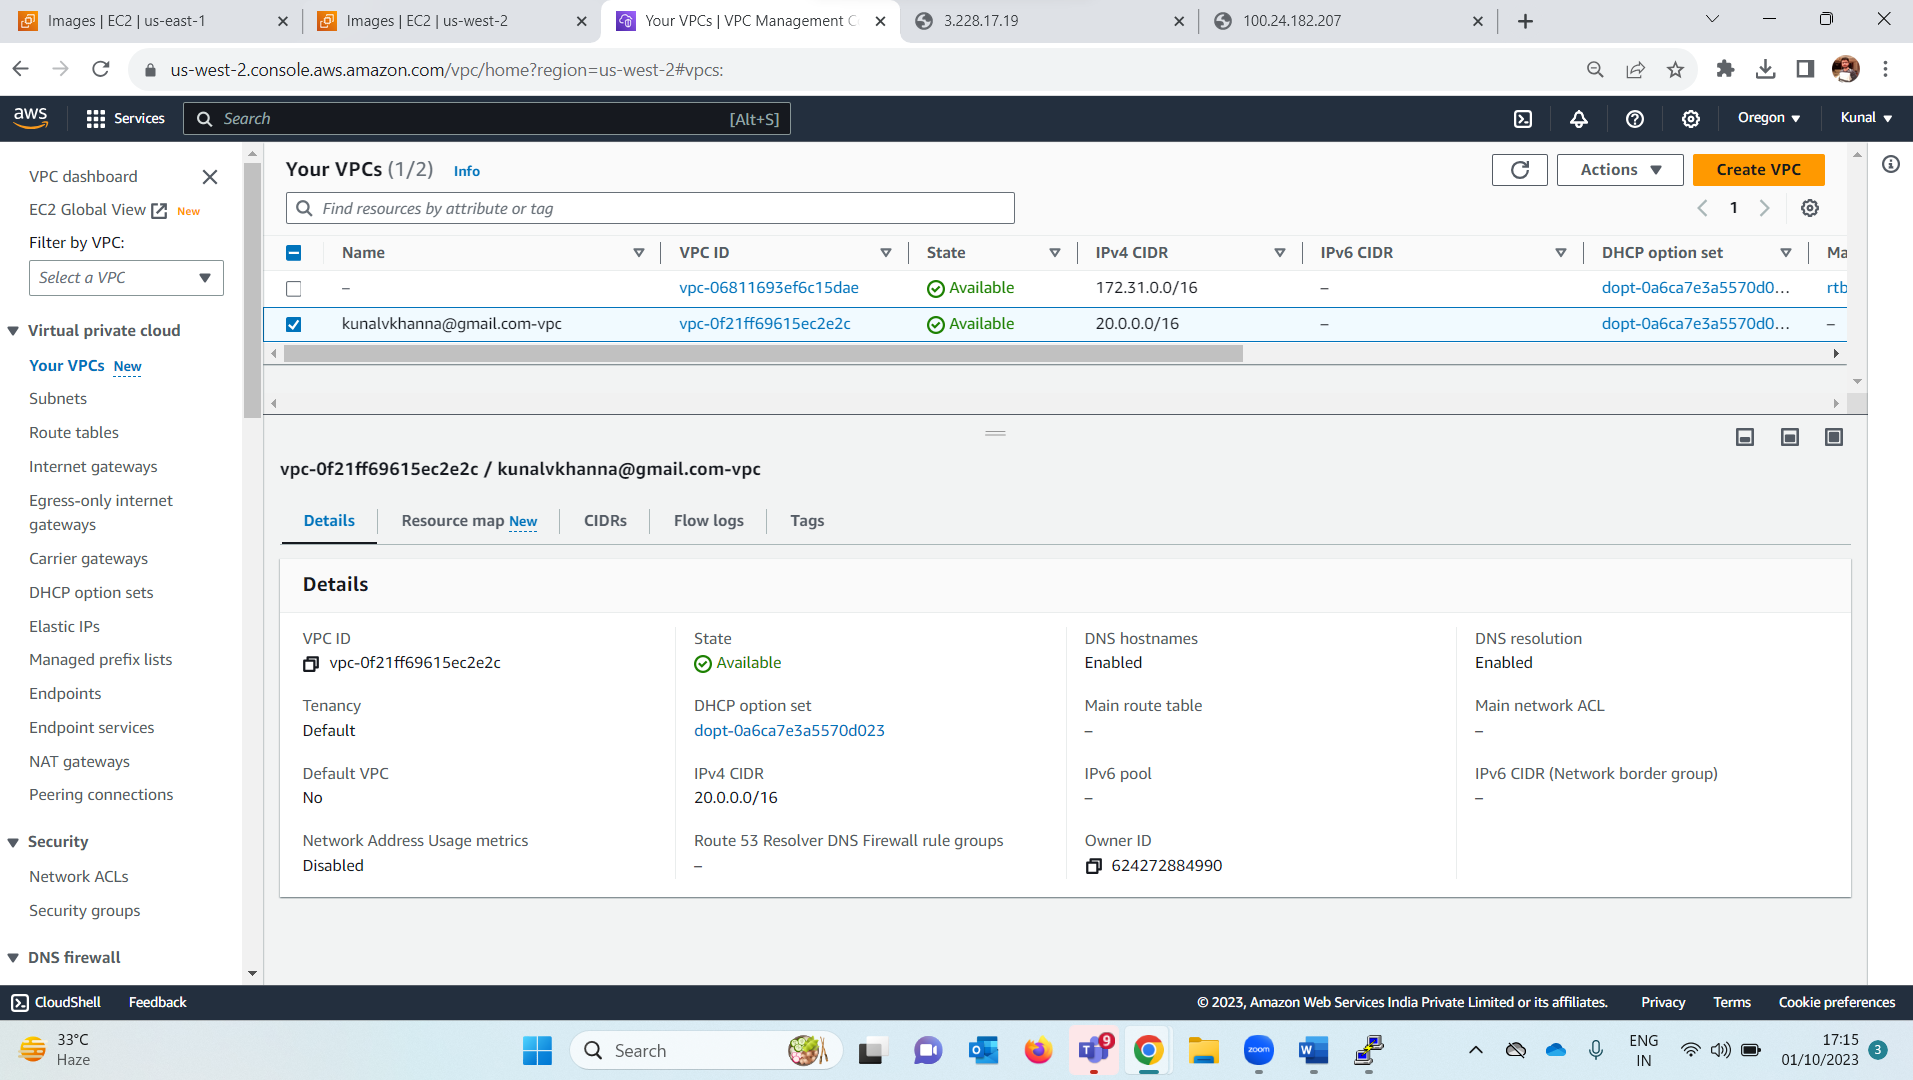 Images | EC2 | us-east-1
Images | EC2 | us-west-2
Your VPCs | VPC Management C
3.228.17.19
100.24.182.207
us-west-2.console.aws.amazon.com/vpc/home?region=us-west-2#vpcs:
aws
Services
Search
[Alt+S]
Oregon
Kunal
VPC dashboard
EC2 Global View New
Filter by VPC:
Select a VPC
Virtual private cloud
Your VPCs New
Subnets
Route tables
Internet gateways
Egress-only internet
gateways
Carrier gateways
DHCP option sets
Elastic IPs
Managed prefix lists
Endpoints
Endpoint services
NAT gateways
Peering connections
Security
Network ACLs
Security groups
DNS firewall
Your VPCs (1/2) Info
Actions
Create VPC
Find resources by attribute or tag
1
Name VPC ID State IPv4 CIDR IPv6 CIDR DHCP option set Ma
– vpc-06811693ef6c15dae Available 172.31.0.0/16 – dopt-0a6ca7e3a5570d0... rtb
kunalvkhanna@gmail.com-vpc vpc-0f21ff69615ec2e2c Available 20.0.0.0/16 – dopt-0a6ca7e3a5570d0... –
vpc-0f21ff69615ec2e2c / kunalvkhanna@gmail.com-vpc
Details Resource map New CIDRs Flow logs Tags
Details
VPC ID
vpc-0f21ff69615ec2e2c
State
Available
DNS hostnames
Enabled
DNS resolution
Enabled
Tenancy
Default
DHCP option set
dopt-0a6ca7e3a5570d023
Main route table
–
Main network ACL
–
Default VPC
No
IPv4 CIDR
20.0.0.0/16
IPv6 pool
–
IPv6 CIDR (Network border group)
–
Network Address Usage metrics
Disabled
Route 53 Resolver DNS Firewall rule groups
–
Owner ID
624272884990
CloudShell
Feedback
© 2023, Amazon Web Services India Private Limited or its affiliates.
Privacy
Terms
Cookie preferences
33°C
Haze
Search
9
zoom
ENG
IN
17:15
01/10/2023
3